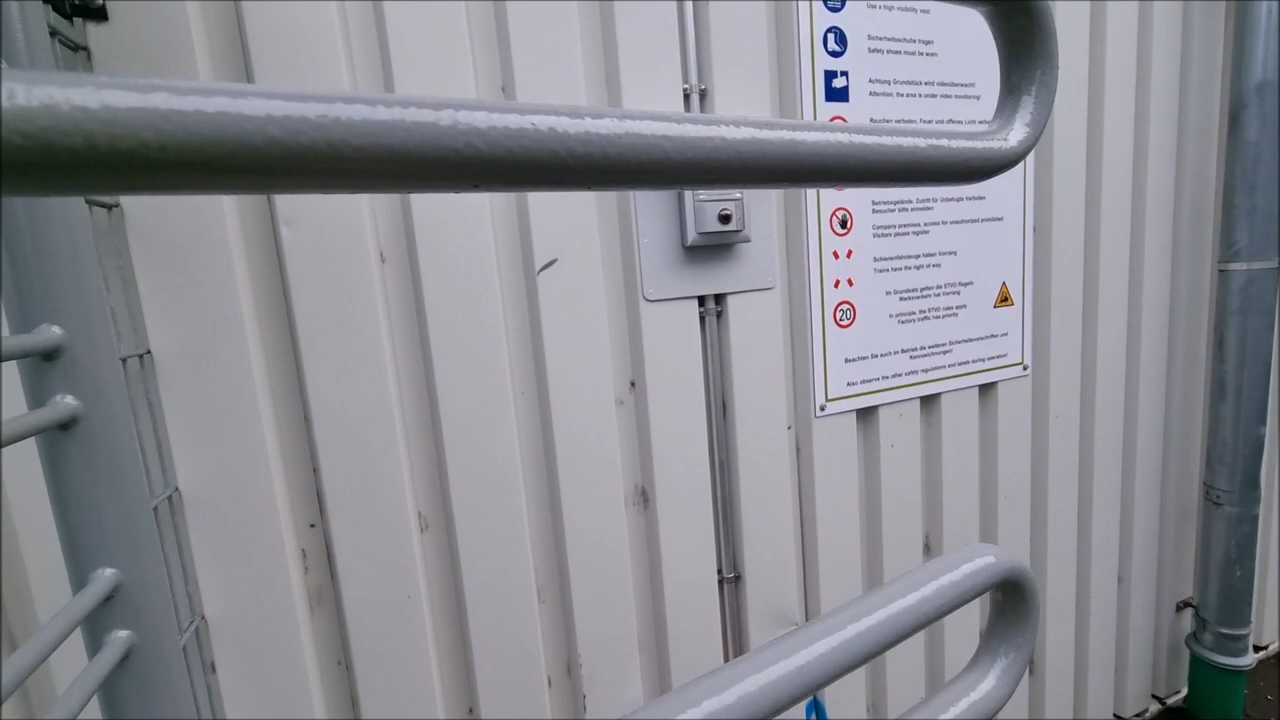 Use a high visibility vest
Sicherheitsschuhe tragen
Safety shoes must be worn
Achtung Grundstück wird videoüberwacht!
Attention, the area is under video monitoring!
Rauchen verboten, Feuer und offenes Licht
Betriebsgelände. Zutritt für Unbefugte Verboten
Besucher bitte anmelden
Company premises, access for unauthorized prohibited
Visitors please register
Schienenfahrzeuge haben Vorrang
Trains have the right of way
Im Grundsatz gelten die STVO Regeln
Werksverkehr hat Vorrang
20
In principle, the STVO rules apply
Factory traffic has priority
Beachten Sie auch im Betrieb die weiteren Sicherheitsvorschriften und
Kennzeichnungen!
Also observe the other safety regulations and labels during operation!